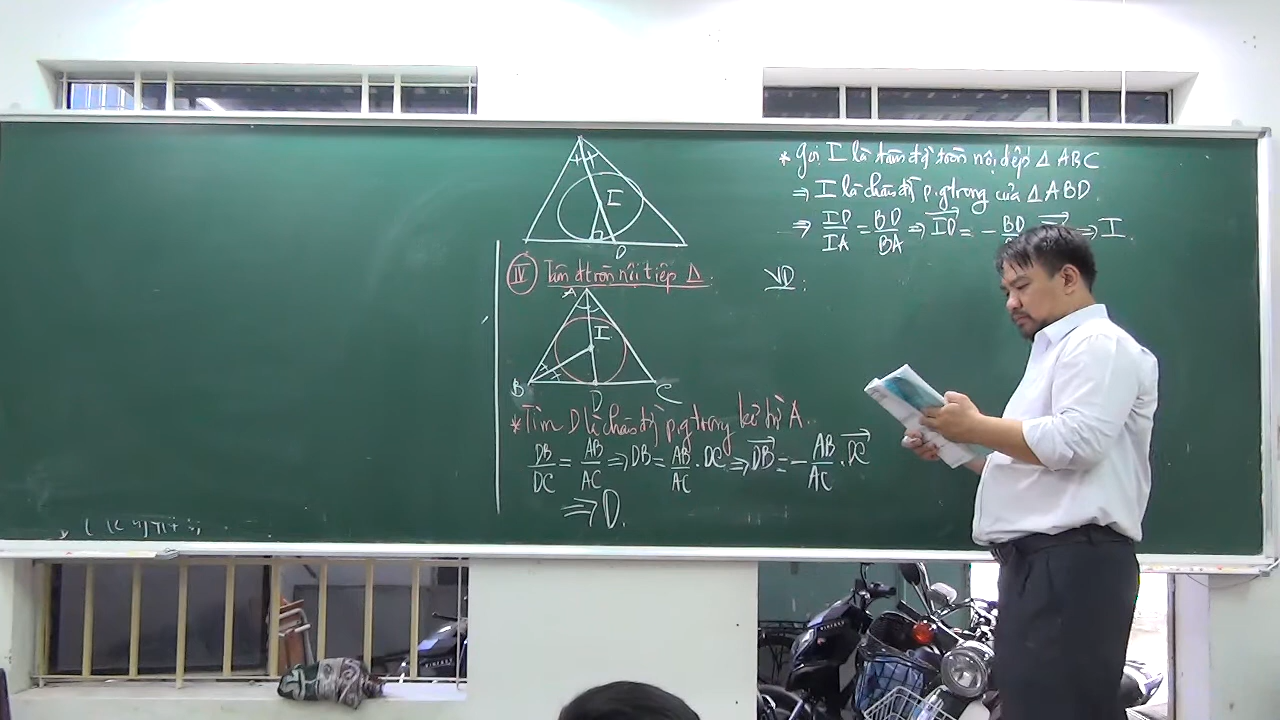 I
D
IV Tâm đt tròn nội tiếp Δ.
A
I
B
D
C
* Tìm D là chân đg p.g trong kẻ từ A.
DB/DC = AB/AC ⇒ DB = AB/AC . DC ⇒ DB→ = - AB/AC . DC→
⇒ D.
* Gọi I là tâm đg tròn nội tiếp Δ ABC
⇒ I là chân đg p.g trong của Δ ABD
⇒ ID/IA = BD/BA ⇒ ID→ = - BD ⇒ I.
VD: